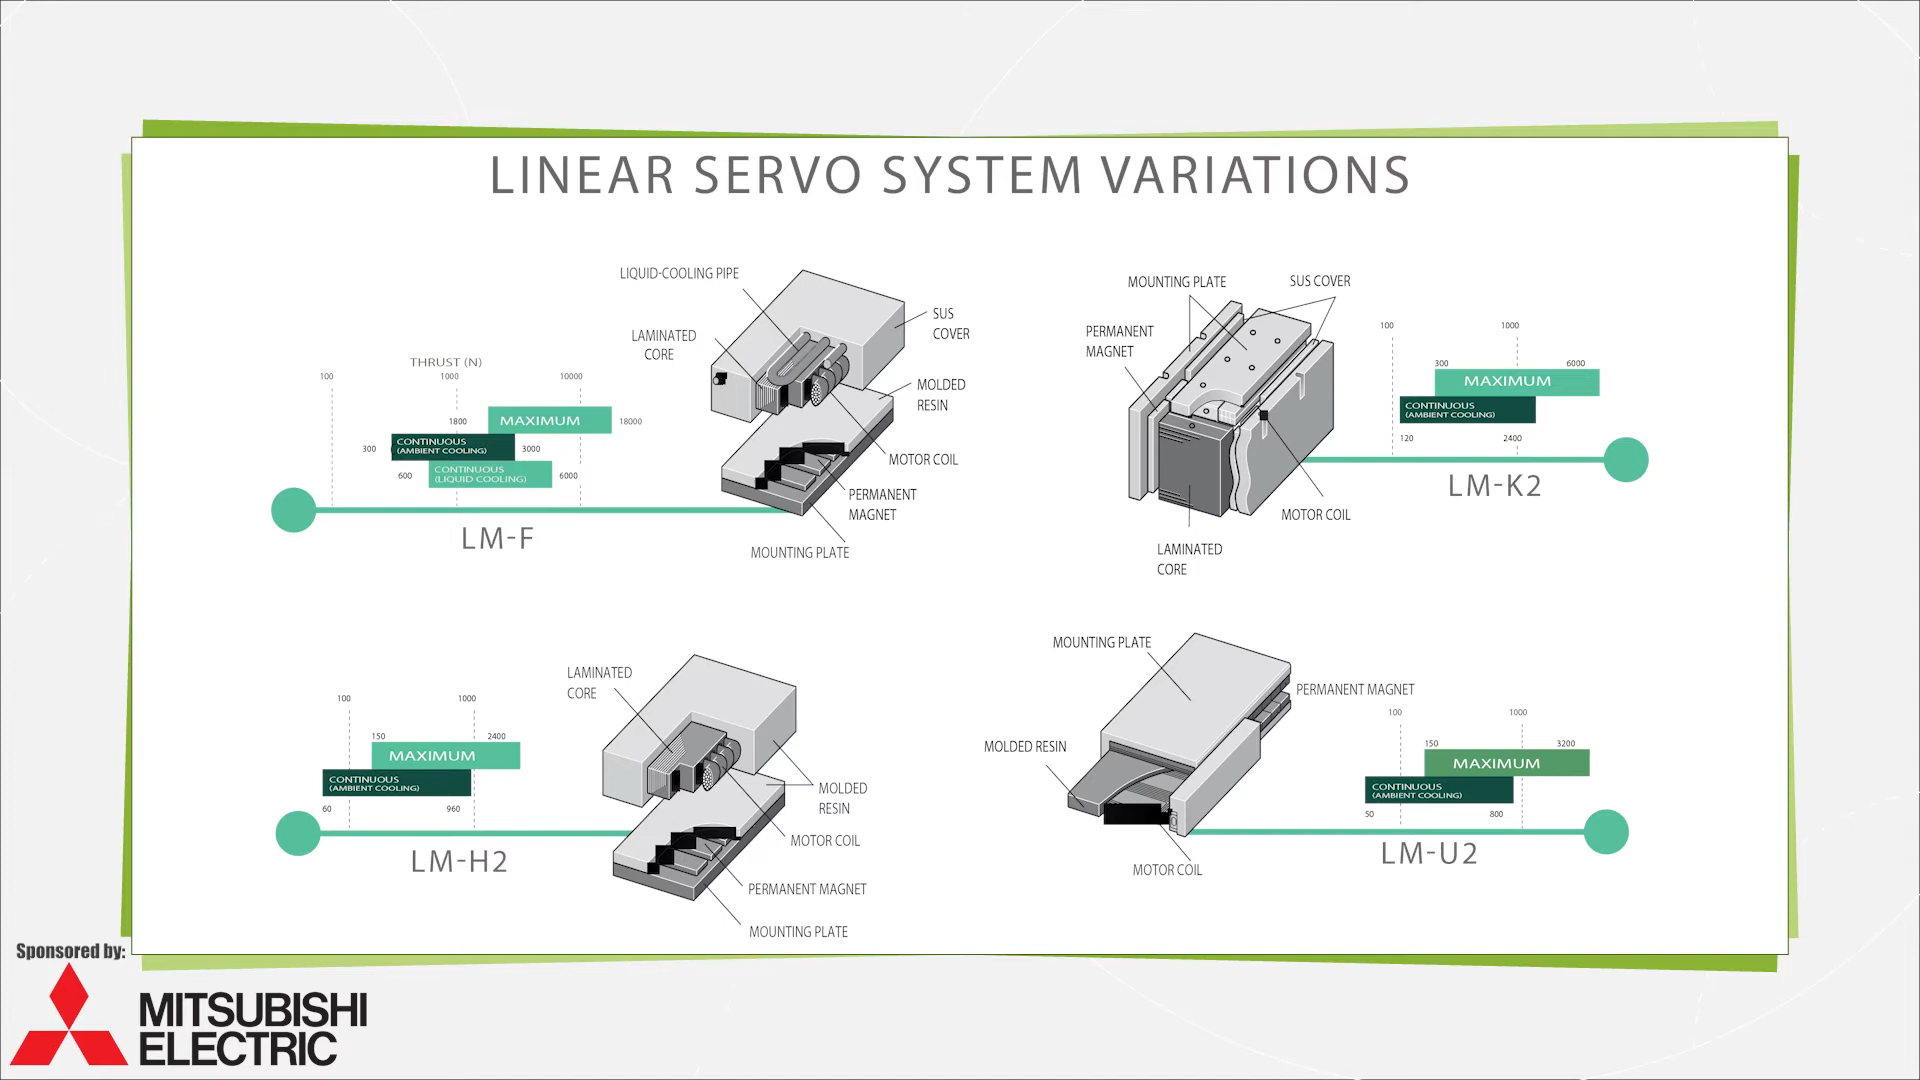 LINEAR SERVO SYSTEM VARIATIONS
LIQUID-COOLING PIPE
LAMINATED
CORE
SUS
COVER
MOLDED
RESIN
MOTOR COIL
PERMANENT
MAGNET
MOUNTING PLATE
THRUST (N)
100
1000
10000
1800
MAXIMUM
18000
300
CONTINUOUS
(AMBIENT COOLING)
3000
600
CONTINUOUS
(LIQUID COOLING)
6000
LM-F
MOUNTING PLATE
SUS COVER
PERMANENT
MAGNET
MOTOR COIL
LAMINATED
CORE
100
1000
300
6000
MAXIMUM
CONTINUOUS
(AMBIENT COOLING)
120
2400
LM-K2
LAMINATED
CORE
MOLDED
RESIN
MOTOR COIL
PERMANENT MAGNET
MOUNTING PLATE
100
1000
150
2400
MAXIMUM
CONTINUOUS
(AMBIENT COOLING)
60
960
LM-H2
MOUNTING PLATE
PERMANENT MAGNET
MOLDED RESIN
MOTOR COIL
100
1000
150
3200
MAXIMUM
CONTINUOUS
(AMBIENT COOLING)
50
800
LM-U2
Sponsored by:
MITSUBISHI
ELECTRIC